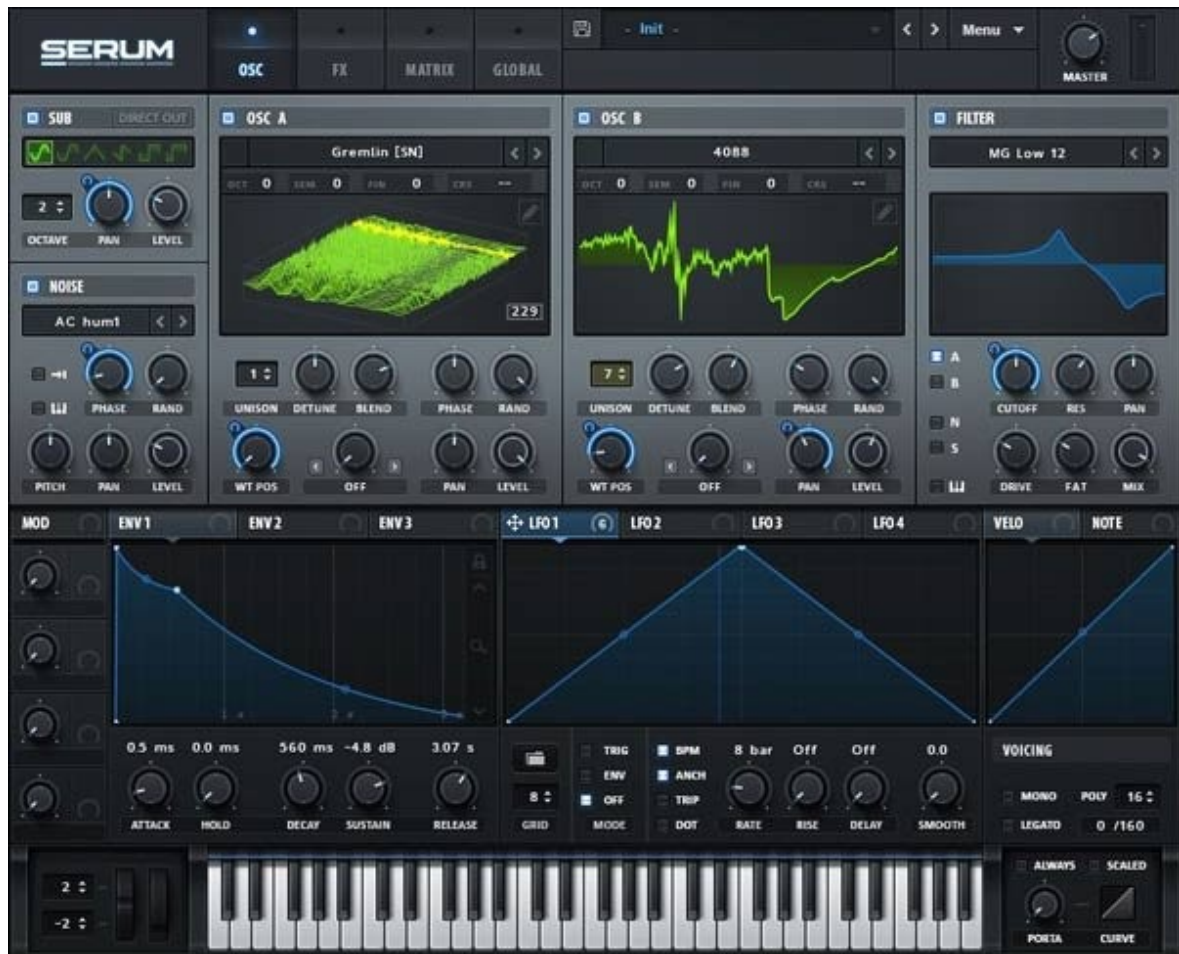 SERUM
OSC
FX
MATRIX
GLOBAL
- Init -
Menu
MASTER
SUB
DIRECT OUT
2
OCTAVE
PAN
LEVEL
NOISE
AC hum1
PHASE
RAND
PITCH
PAN
LEVEL
OSC A
Gremlin [SN]
OCT 0 SEM 0 FIN 0 CRS --
229
1
UNISON
DETUNE
BLEND
PHASE
RAND
WT POS
OFF
PAN
LEVEL
OSC B
4088
OCT 0 SEM 0 FIN 0 CRS --
7
UNISON
DETUNE
BLEND
PHASE
RAND
WT POS
OFF
PAN
LEVEL
FILTER
MG Low 12
A
B
N
S
CUTOFF
RES
PAN
DRIVE
FAT
MIX
MOD
ENV 1
ENV 2
ENV 3
LFO 1
6
LFO 2
LFO 3
LFO 4
VELO
NOTE
0.5 ms
0.0 ms
560 ms
-4.8 dB
3.07 s
ATTACK
HOLD
DECAY
SUSTAIN
RELEASE
8
GRID
TRIG
ENV
OFF
MODE
BPM
ANCH
TRIP
DOT
8 bar
Off
Off
0.0
RATE
RISE
DELAY
SMOOTH
VOICING
MONO
POLY 16
LEGATO
0 /160
2
-2
ALWAYS
SCALED
PORTA
CURVE